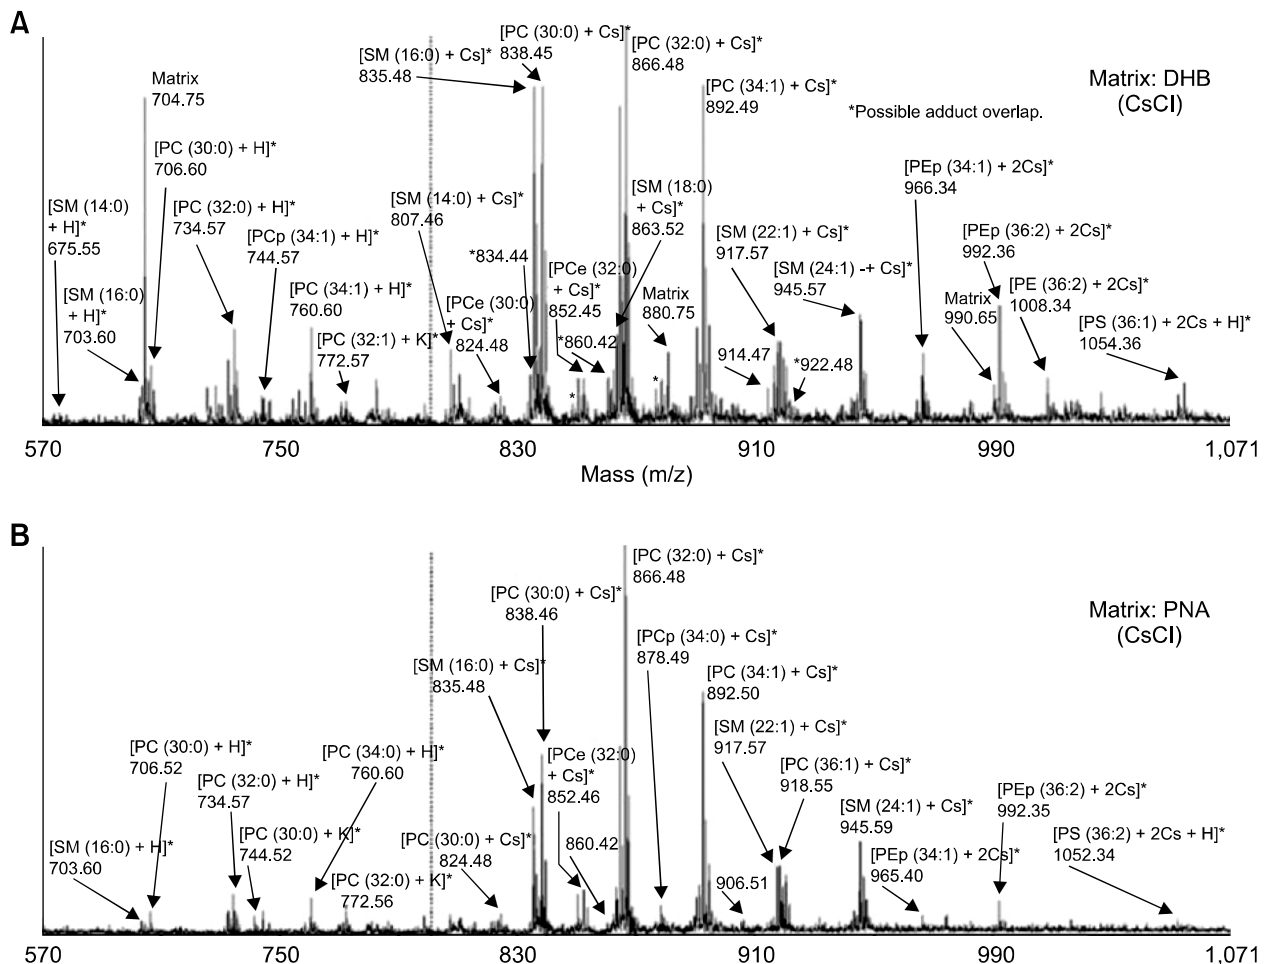 A
[PC (30:0) + Cs]*
838.45
[SM (16:0) + Cs]*
835.48
[PC (32:0) + Cs]*
866.48
Matrix
704.75
[PC (34:1) + Cs]*
892.49
Matrix: DHB
(CsCl)
*Possible adduct overlap.
[PC (30:0) + H]*
706.60
[PEp (34:1) + 2Cs]*
966.34
[SM (14:0)
+ H]*
675.55
[PC (32:0) + H]*
734.57
[SM (14:0) + Cs]*
807.46
[SM (18:0)
+ Cs]*
863.52
[PCp (34:1) + H]*
744.57
[SM (22:1) + Cs]*
917.57
[PEp (36:2) + 2Cs]*
992.36
*834.44
[PCe (32:0)
+ Cs]*
852.45
[SM (24:1) -+ Cs]*
945.57
[PE (36:2) + 2Cs]*
1008.34
[SM (16:0)
+ H]*
703.60
[PC (34:1) + H]*
760.60
[PCe (30:0)
+ Cs]*
824.48
Matrix
880.75
Matrix
990.65
[PS (36:1) + 2Cs + H]*
1054.36
[PC (32:1) + K]*
772.57
*860.42
914.47
*922.48
*
*
570
750
830
910
990
1,071
Mass (m/z)
B
[PC (32:0) + Cs]*
866.48
[PC (30:0) + Cs]*
838.46
Matrix: PNA
(CsCl)
[PCp (34:0) + Cs]*
878.49
[SM (16:0) + Cs]*
835.48
[PC (34:1) + Cs]*
892.50
[SM (22:1) + Cs]*
917.57
[PC (30:0) + H]*
706.52
[PC (34:0) + H]*
760.60
[PCe (32:0)
+ Cs]*
852.46
[PC (36:1) + Cs]*
918.55
[PC (32:0) + H]*
734.57
[PEp (36:2) + 2Cs]*
992.35
[SM (24:1) + Cs]*
945.59
[PC (30:0) + K]*
744.52
[PC (30:0) + Cs]*
824.48
860.42
[PS (36:2) + 2Cs + H]*
1052.34
[SM (16:0) + H]*
703.60
[PEp (34:1) + 2Cs]*
965.40
[PC (32:0) + K]*
772.56
906.51
570
750
830
910
990
1,071